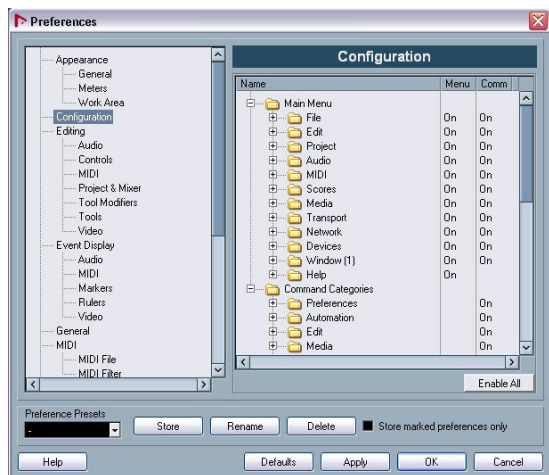 Preferences
Appearance
General
Meters
Work Area
Configuration
Editing
Audio
Controls
MIDI
Project & Mixer
Tool Modifiers
Tools
Video
Event Display
Audio
MIDI
Markers
Rulers
Video
General
MIDI
MIDI File
MIDI Filter
Configuration
Name Menu Comm
Main Menu
File On On
Edit On On
Project On On
Audio On On
MIDI On On
Scores On On
Media On On
Transport On On
Network On On
Devices On On
Window (1) On On
Help On
Command Categories
Preferences On
Automation On
Edit On
Media On
Enable All
Preference Presets
-
Store Rename Delete Store marked preferences only
Help Defaults Apply OK Cancel